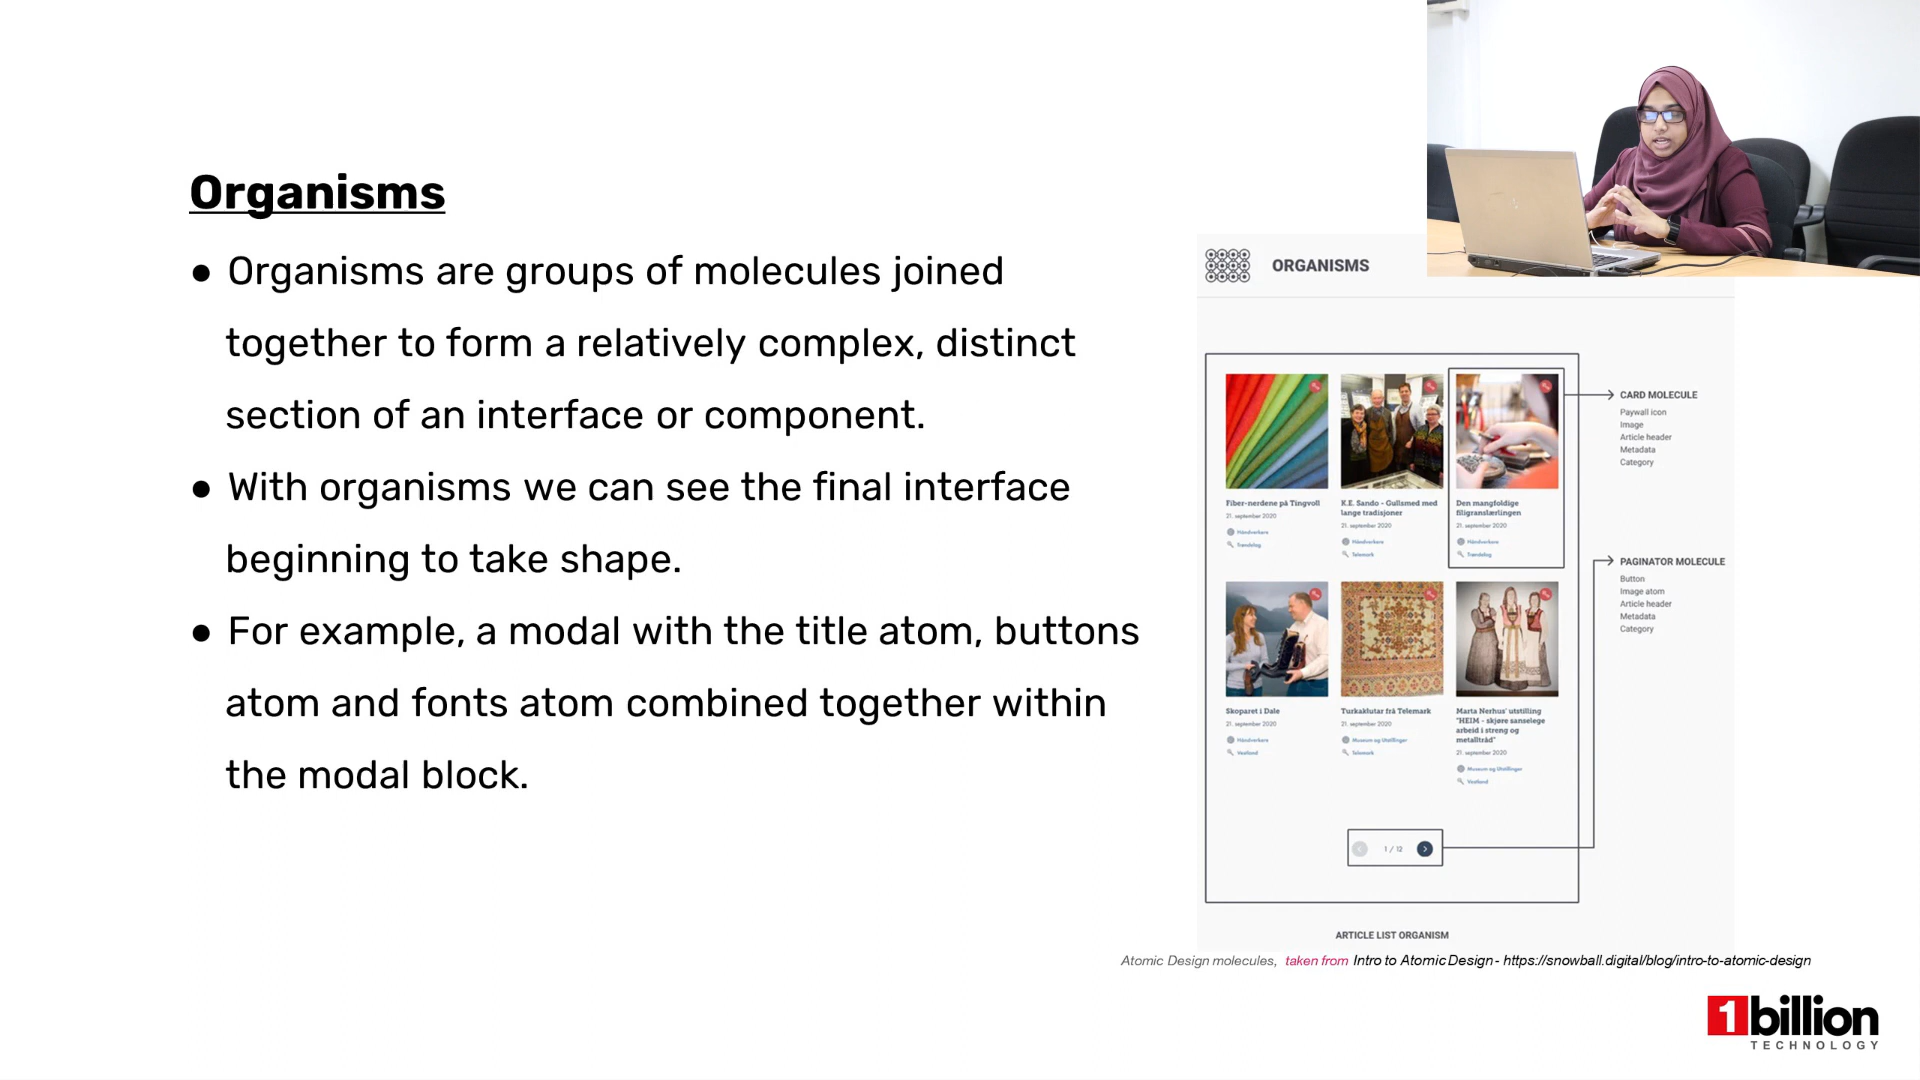 Organisms
● Organisms are groups of molecules joined
together to form a relatively complex, distinct
section of an interface or component.
● With organisms we can see the final interface
beginning to take shape.
● For example, a modal with the title atom, buttons
atom and fonts atom combined together within
the modal block.
ORGANISMS
Fiber-nerdene på Tingvoll
21. september 2020
Håndverkere
Trøndelag
K.E. Sando - Gullsmed med
lange tradisjoner
21. september 2020
Håndverkere
Telemark
Den mangfoldige
filigranslærlingen
21. september 2020
Håndverkere
Trøndelag
CARD MOLECULE
Paywall icon
Image
Article header
Metadata
Category
Skoparet i Dale
21. september 2020
Håndverkere
Vestland
Turkaklutar frå Telemark
21. september 2020
Museum og Utstillinger
Telemark
Marta Nerhus' utstilling
"HEIM - skjøre sanselege
arbeid i streng og
metalltråd"
21. september 2020
Museum og Utstillinger
Vestland
PAGINATOR MOLECULE
Button
Image atom
Article header
Metadata
Category
1 / 12
ARTICLE LIST ORGANISM
Atomic Design molecules, taken from Intro to Atomic Design - https://snowball.digital/blog/intro-to-atomic-design
1billion
TECHNOLOGY